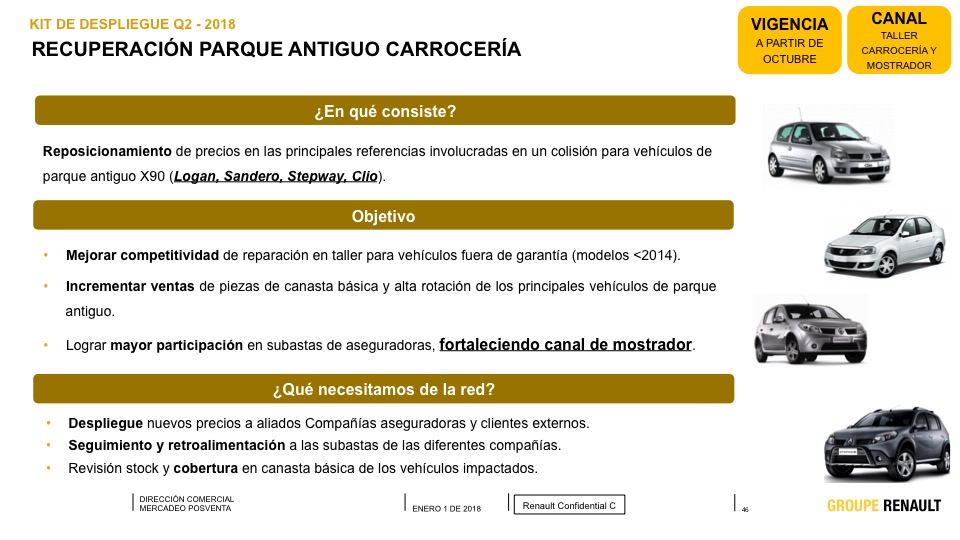 KIT DE DESPLIEGUE Q2 - 2018
RECUPERACIÓN PARQUE ANTIGUO CARROCERÍA
VIGENCIA
A PARTIR DE
OCTUBRE
CANAL
TALLER
CARROCERÍA Y
MOSTRADOR
¿En qué consiste?
Reposicionamiento de precios en las principales referencias involucradas en un colisión para vehículos de
parque antiguo X90 (Logan, Sandero, Stepway, Clio).
Objetivo
• Mejorar competitividad de reparación en taller para vehículos fuera de garantía (modelos <2014).
• Incrementar ventas de piezas de canasta básica y alta rotación de los principales vehículos de parque
antiguo.
• Lograr mayor participación en subastas de aseguradoras, fortaleciendo canal de mostrador.
¿Qué necesitamos de la red?
• Despliegue nuevos precios a aliados Compañías aseguradoras y clientes externos.
• Seguimiento y retroalimentación a las subastas de las diferentes compañías.
• Revisión stock y cobertura en canasta básica de los vehículos impactados.
DIRECCIÓN COMERCIAL
MERCADEO POSVENTA
ENERO 1 DE 2018
Renault Confidential C
46
GROUPE RENAULT